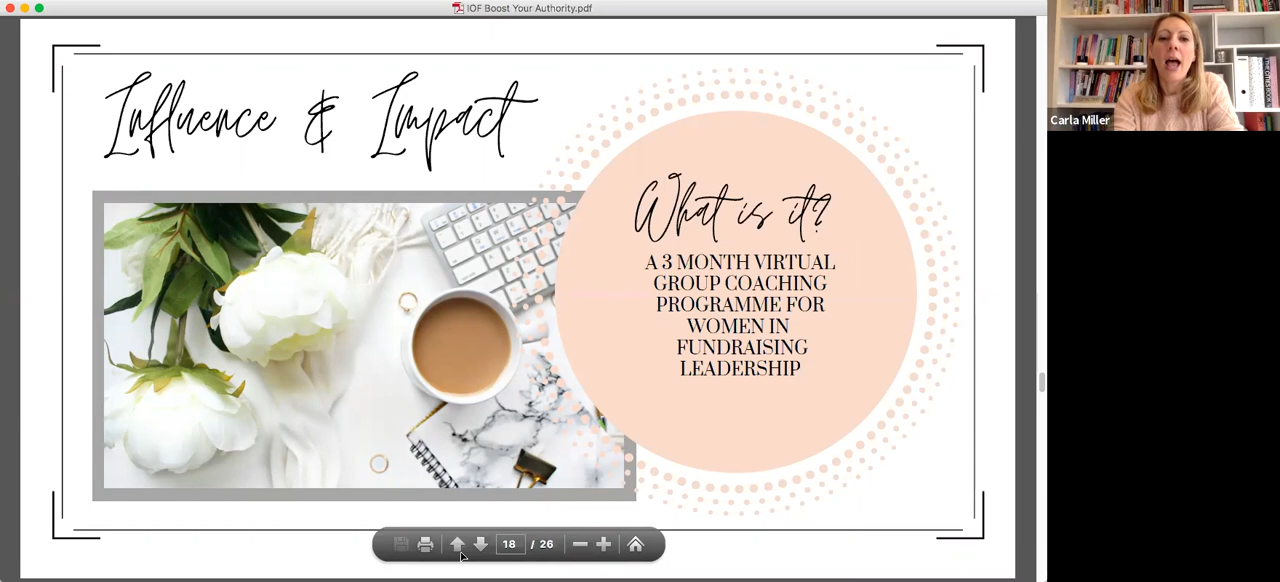 IOF Boost Your Authority.pdf
Influence & Impact
What is it?
A 3 MONTH VIRTUAL
GROUP COACHING
PROGRAMME FOR
WOMEN IN
FUNDRAISING
LEADERSHIP
18 / 26
Carla Miller